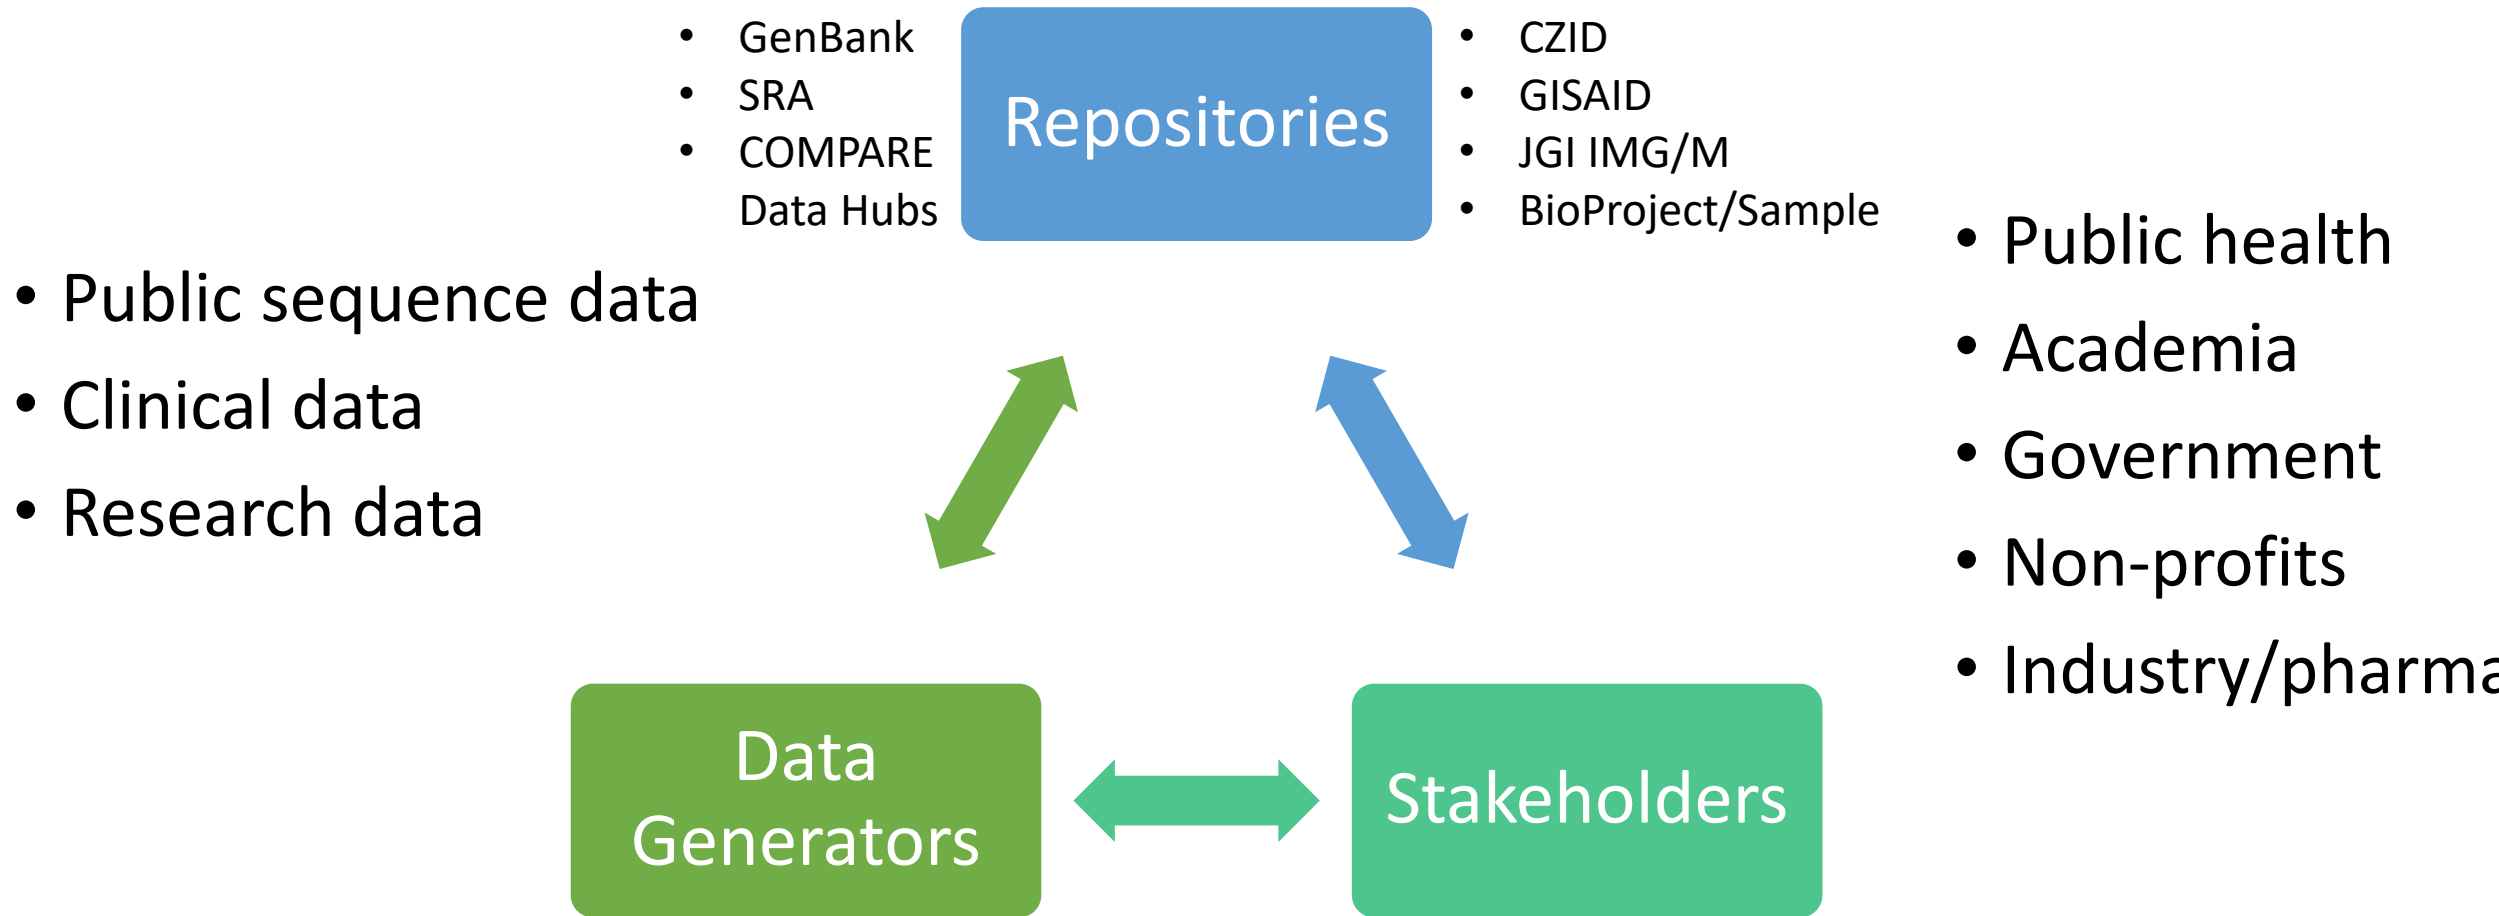 • GenBank
• SRA
• COMPARE
Data Hubs
Repositories
• CZID
• GISAID
• JGI IMG/M
• BioProject/Sample
• Public sequence data
• Clinical data
• Research data
• Public health
• Academia
• Government
• Non-profits
• Industry/pharma
Data
Generators
Stakeholders